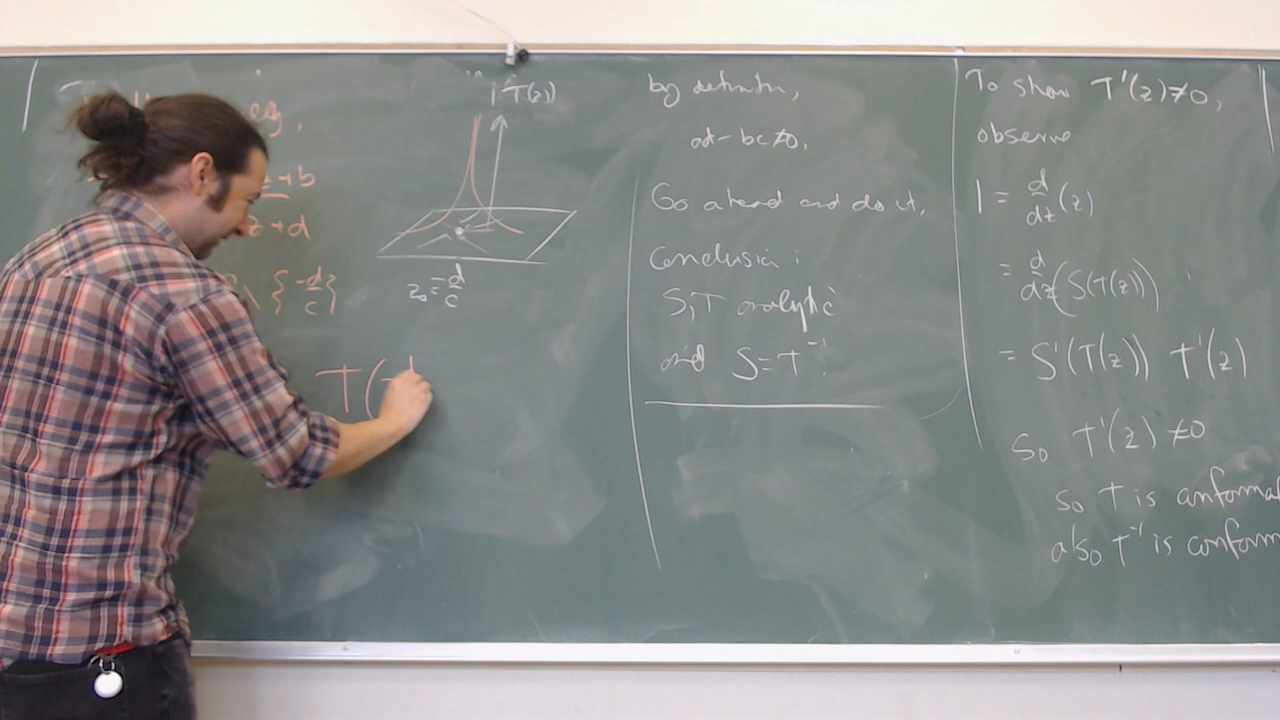 eg.
z+b
z+d
\ {-d/c}
T(
|T(z)|
z₀=-d/c
by definition,
ad-bc≠0.
Go ahead and do it.
Conclusion:
S,T analytic
and S=T⁻¹
To show T'(z)≠0,
observe
1 = d/dz (z)
= d/dz (S(T(z)))
= S'(T(z)) T'(z)
So T'(z) ≠0
so T is conformal
also T⁻¹ is conform